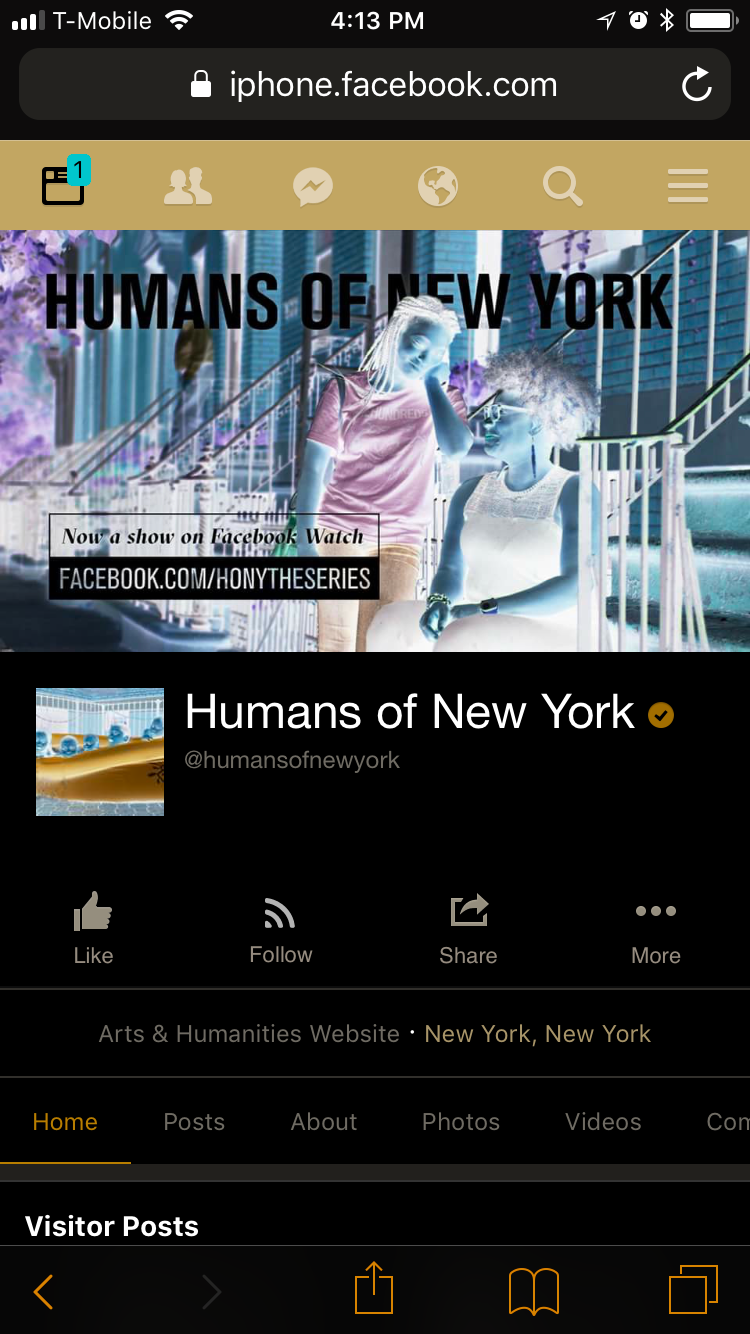 T-Mobile 4:13 PM
iphone.facebook.com
1
HUMANS OF NEW YORK
HUNDREDS
Now a show on Facebook Watch
FACEBOOK.COM/HONYTHESERIES
Humans of New York
@humansofnewyork
Like Follow Share More
Arts & Humanities Website · New York, New York
Home Posts About Photos Videos Com
Visitor Posts